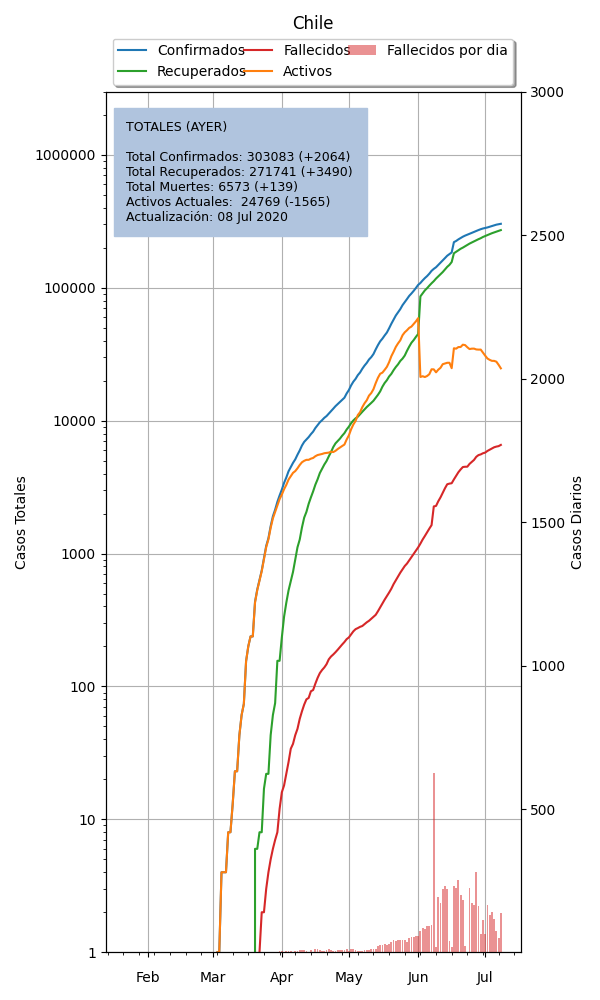 Chile
Confirmados Fallecidos Fallecidos por dia
Recuperados Activos
TOTALES (AYER)
Total Confirmados: 303083 (+2064)
Total Recuperados: 271741 (+3490)
Total Muertes: 6573 (+139)
Activos Actuales:  24769 (-1565)
Actualización: 08 Jul 2020
Casos Totales
1000000
100000
10000
1000
100
10
1
Casos Diarios
3000
2500
2000
1500
1000
500
Feb Mar Apr May Jun Jul